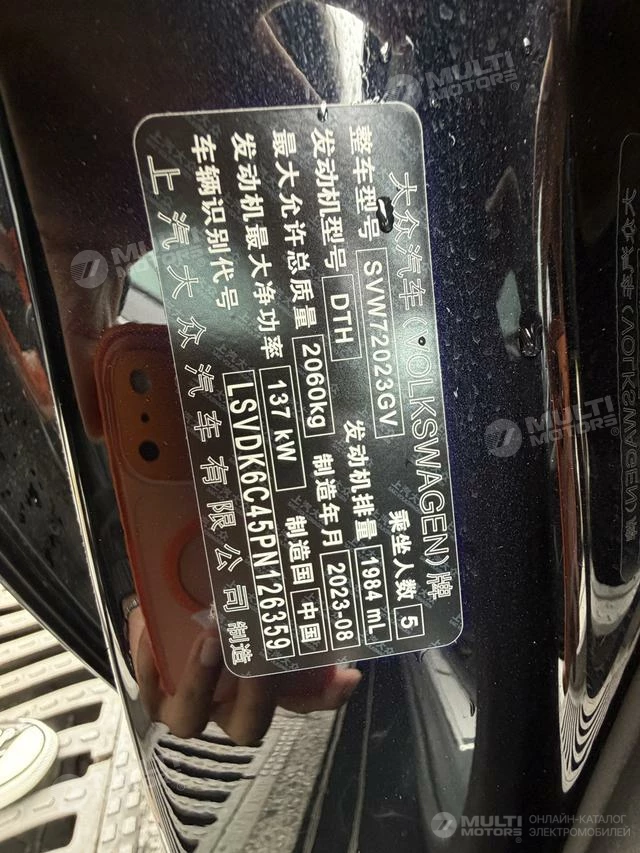 大众汽车(VOLKSWAGEN)牌
整车型号 SVW72023GV 乘坐人数 5
发动机型号 DTH 发动机排量 1984 mL
最大允许总质量 2060kg 制造年月 2023-08
发动机最大净功率 137 kW 制造国 中国
车辆识别代号 LSVDK6C45PN126359
上汽大众汽车有限公司 制造
MULTI MOTORS®
MULTI MOTORS®
MULTI MOTORS®
MULTI MOTORS® ОНЛАЙН-КАТАЛОГ ЭЛЕКТРОМОБИЛЕЙ